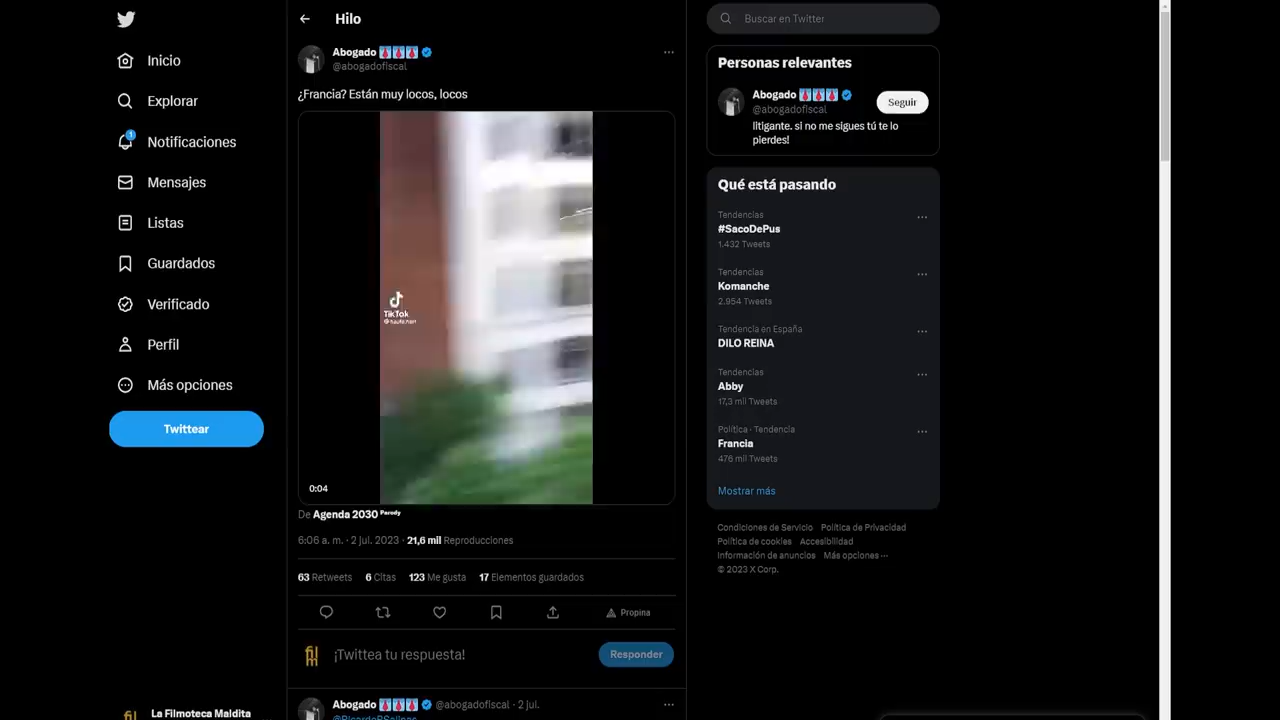 Hilo
Buscar en Twitter
Inicio
Explorar
1
Notificaciones
Mensajes
Listas
Guardados
Verificado
Perfil
Más opciones
Twittear
La Filmoteca Maldita
Abogado
@abogadofiscal
¿Francia? Están muy locos, locos
TikTok
0:04
De Agenda 2030 Parody
6:06 a. m. · 2 jul. 2023 · 21,6 mil Reproducciones
63 Retweets 6 Citas 123 Me gusta 17 Elementos guardados
Propina
¡Twittea tu respuesta!
Responder
Abogado @abogadofiscal · 2 jul.
Personas relevantes
Abogado
@abogadofiscal
Seguir
litigante. si no me sigues tú te lo
pierdes!
Qué está pasando
Tendencias
#SacoDePus
1.432 Tweets
Tendencias
Komanche
2.954 Tweets
Tendencia en España
DILO REINA
Tendencias
Abby
17,3 mil Tweets
Política · Tendencia
Francia
476 mil Tweets
Mostrar más
Condiciones de Servicio Política de Privacidad
Política de cookies Accesibilidad
Información de anuncios Más opciones ···
© 2023 X Corp.